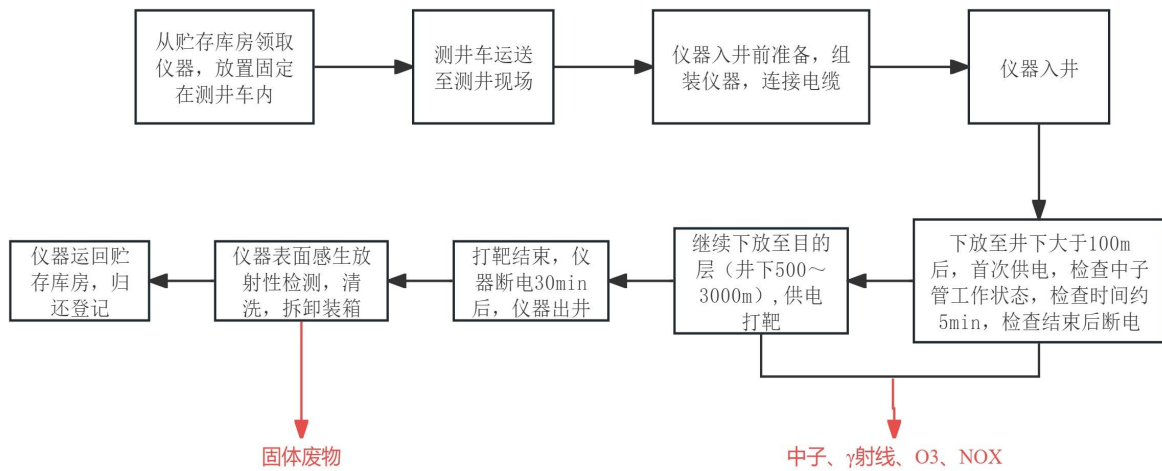 从贮存库房领取
仪器，放置固定
在测井车内
测井车运送
至测井现场
仪器入井前准备，组
装仪器，连接电缆
仪器入井
下放至井下大于100m
后，首次供电，检查中子
管工作状态，检查时间约
5min，检查结束后断电
继续下放至目的
层（井下500～
3000m）,供电
打靶
打靶结束，仪
器断电30min
后，仪器出井
仪器表面感生放
射性检测，清
洗，拆卸装箱
仪器运回贮
存库房，归
还登记
固体废物
中子、γ射线、O3、NOX